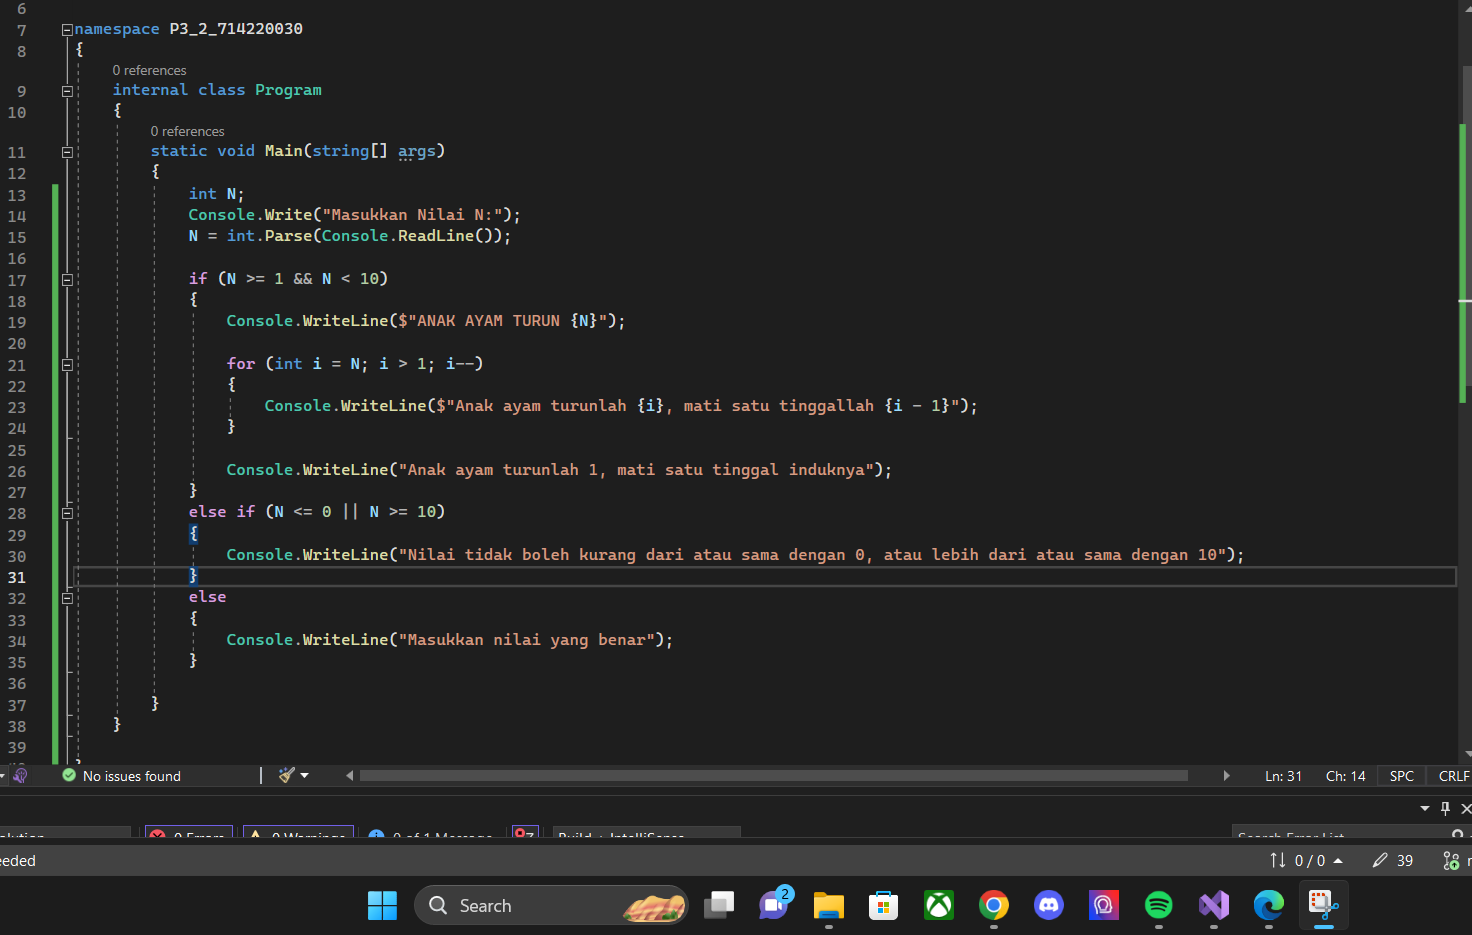 6
7 namespace P3_2_714220030
8 {
0 references
9 internal class Program
10 {
0 references
11 static void Main(string[] args)
12 {
13 int N;
14 Console.Write("Masukkan Nilai N:");
15 N = int.Parse(Console.ReadLine());
16
17 if (N >= 1 && N < 10)
18 {
19 Console.WriteLine($"ANAK AYAM TURUN {N}");
20
21 for (int i = N; i > 1; i--)
22 {
23 Console.WriteLine($"Anak ayam turunlah {i}, mati satu tinggallah {i - 1}");
24 }
25
26 Console.WriteLine("Anak ayam turunlah 1, mati satu tinggal induknya");
27 }
28 else if (N <= 0 || N >= 10)
29 {
30 Console.WriteLine("Nilai tidak boleh kurang dari atau sama dengan 0, atau lebih dari atau sama dengan 10");
31 }
32 else
33 {
34 Console.WriteLine("Masukkan nilai yang benar");
35 }
36
37 }
38 }
39
No issues found Ln: 31 Ch: 14 SPC CRLF
0 Errors 0 Warnings 0 of 1 Message Build + IntelliSense Search Error List
eeded 0 / 0 39
Search 2